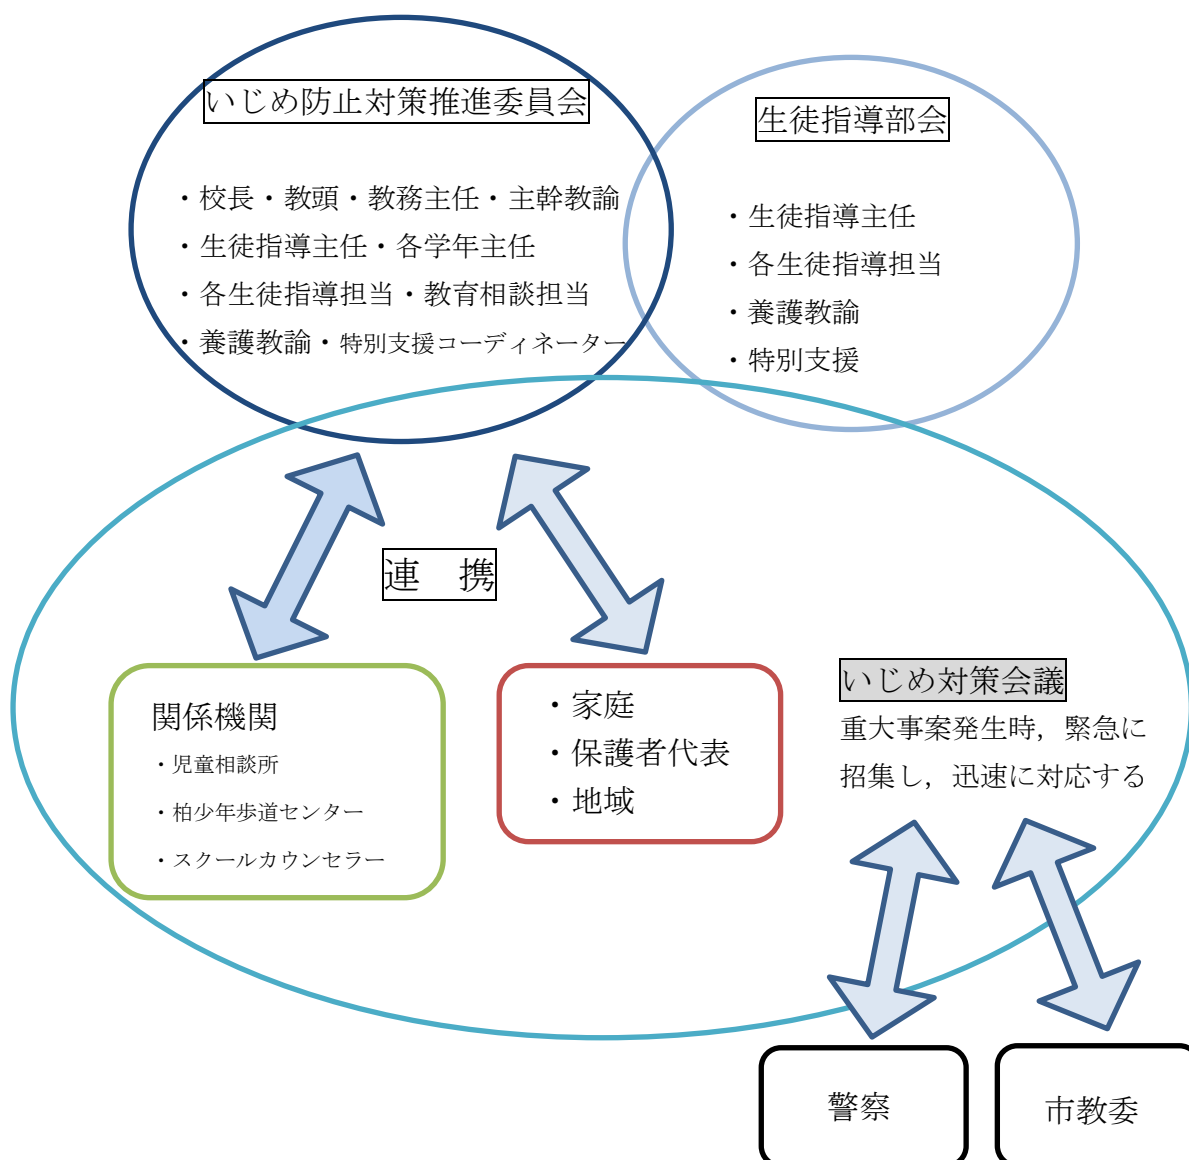 いじめ防止対策推進委員会
・校長・教頭・教務主任・主幹教諭
・生徒指導主任・各学年主任
・各生徒指導担当・教育相談担当
・養護教諭・特別支援コーディネーター
生徒指導部会
・生徒指導主任
・各生徒指導担当
・養護教諭
・特別支援
連　携
関係機関
・児童相談所
・柏少年歩道センター
・スクールカウンセラー
・家庭
・保護者代表
・地域
いじめ対策会議
重大事案発生時，緊急に
招集し，迅速に対応する
警察
市教委